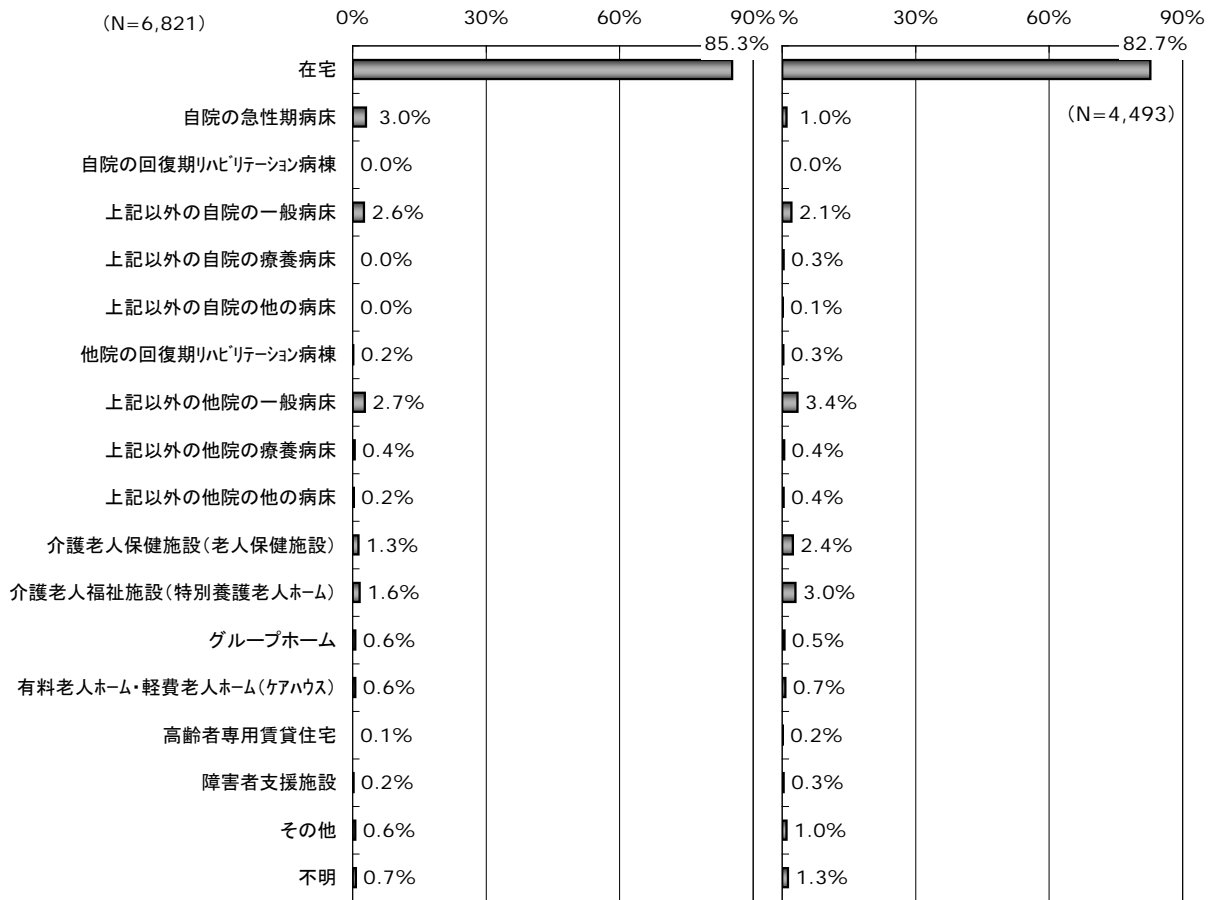 (N=6,821)
0% 30% 60% 90% % 30% 60% 90%
85.3% 82.7%
在宅
(N=4,493)
自院の急性期病床 3.0% 1.0%
自院の回復期ﾘﾊﾋﾞﾘﾃｰｼｮﾝ病棟 0.0% 0.0%
上記以外の自院の一般病床 2.6% 2.1%
上記以外の自院の療養病床 0.0% 0.3%
上記以外の自院の他の病床 0.0% 0.1%
他院の回復期ﾘﾊﾋﾞﾘﾃｰｼｮﾝ病棟 0.2% 0.3%
上記以外の他院の一般病床 2.7% 3.4%
上記以外の他院の療養病床 0.4% 0.4%
上記以外の他院の他の病床 0.2% 0.4%
介護老人保健施設(老人保健施設) 1.3% 2.4%
介護老人福祉施設(特別養護老人ﾎｰﾑ) 1.6% 3.0%
グループホーム 0.6% 0.5%
有料老人ﾎｰﾑ・軽費老人ﾎｰﾑ(ｹｱﾊｳｽ) 0.6% 0.7%
高齢者専用賃貸住宅 0.1% 0.2%
障害者支援施設 0.2% 0.3%
その他 0.6% 1.0%
不明 0.7% 1.3%